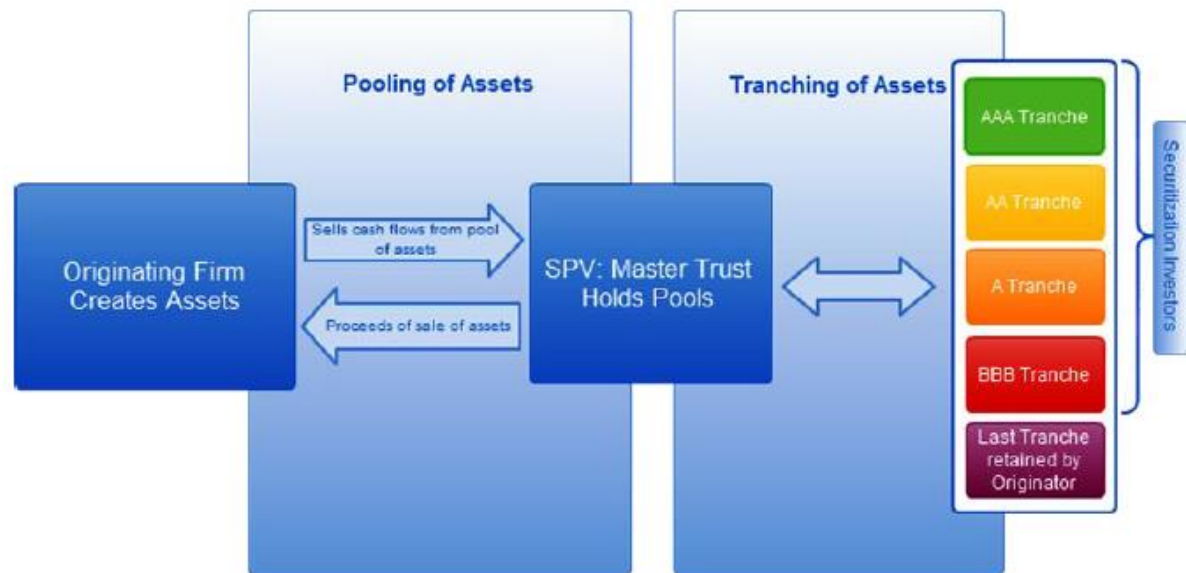 Pooling of Assets
Tranching of Assets
Originating Firm
Creates Assets
Sells cash flows from pool
of assets
Proceeds of sale of assets
SPV: Master Trust
Holds Pools
AAA Tranche
AA Tranche
A Tranche
BBB Tranche
Last Tranche
retained by
Originator
Securitization Investors